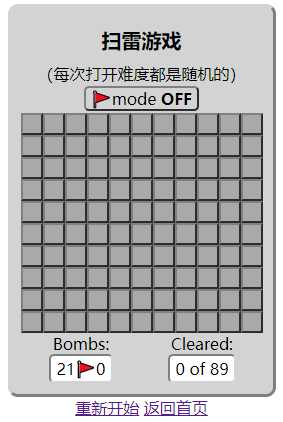 扫雷游戏
（每次打开难度都是随机的）
mode OFF
Bombs: Cleared:
21 0 0 of 89
重新开始 返回首页